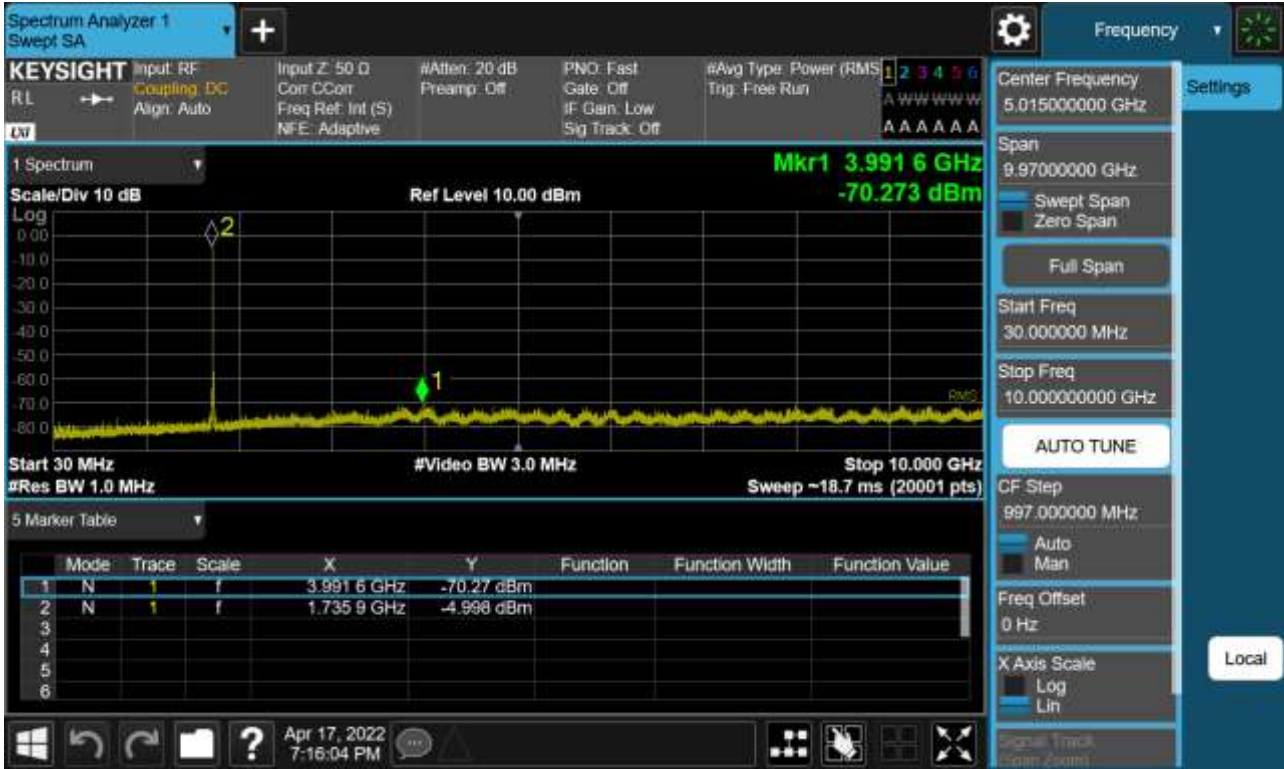 Spectrum Analyzer 1
Swept SA
+
Frequency
KEYSIGHT
RL
LXI
Input: RF
Coupling: DC
Align: Auto
Input Z: 50 Ω
Corr CCorr
Freq Ref: Int (S)
NFE: Adaptive
#Atten: 20 dB
Preamp: Off
PNO: Fast
Gate: Off
IF Gain: Low
Sig Track: Off
#Avg Type: Power (RMS
Trig: Free Run
1 2 3 4 5 6
A W W W W W
A A A A A A
1 Spectrum
Scale/Div 10 dB
Ref Level 10.00 dBm
Mkr1 3.991 6 GHz
-70.273 dBm
Log
0.00
-10.0
-20.0
-30.0
-40.0
-50.0
-60.0
-70.0
-80.0
2
1
RMS
Start 30 MHz
#Video BW 3.0 MHz
Stop 10.000 GHz
#Res BW 1.0 MHz
Sweep ~18.7 ms (20001 pts)
5 Marker Table
Mode Trace Scale X Y Function Function Width Function Value
1 N 1 f 3.991 6 GHz -70.27 dBm
2 N 1 f 1.735 9 GHz -4.998 dBm
3
4
5
6
Apr 17, 2022
7:16:04 PM
?
Center Frequency
5.015000000 GHz
Settings
Span
9.97000000 GHz
Swept Span
Zero Span
Full Span
Start Freq
30.000000 MHz
Stop Freq
10.000000000 GHz
AUTO TUNE
CF Step
997.000000 MHz
Auto
Man
Freq Offset
0 Hz
X Axis Scale
Log
Lin
Local
Signal Track
(Span Zoom)